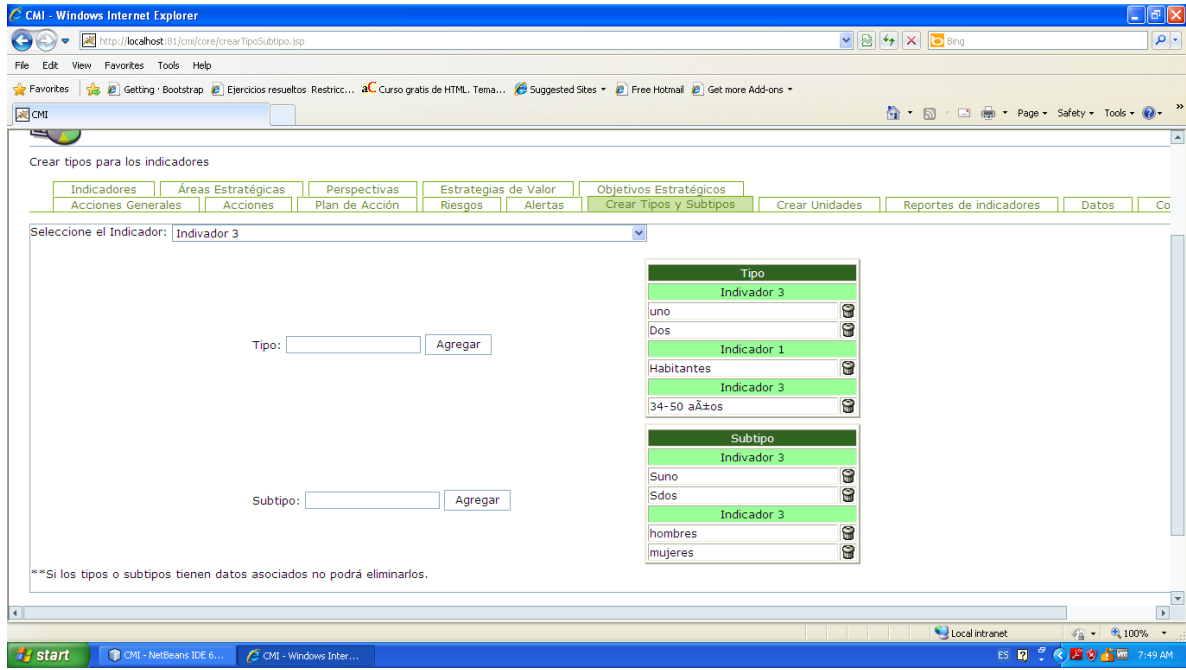 CMI - Windows Internet Explorer
http://localhost:81/cmi/core/crearTipoSubtipo.jsp
Bing
File Edit View Favorites Tools Help
Favorites Getting · Bootstrap Ejercicios resueltos Restricc... aC Curso gratis de HTML. Tema... Suggested Sites Free Hotmail Get more Add-ons
CMI Page Safety Tools »
Crear tipos para los indicadores
Indicadores Áreas Estratégicas Perspectivas Estrategias de Valor Objetivos Estratégicos
Acciones Generales Acciones Plan de Acción Riesgos Alertas Crear Tipos y Subtipos Crear Unidades Reportes de indicadores Datos Co
Seleccione el Indicador: Indivador 3
Tipo
Indivador 3
uno
Dos
Tipo: Agregar
Indicador 1
Habitantes
Indicador 3
34-50 aÃ±os
Subtipo
Indivador 3
Suno
Sdos
Subtipo: Agregar
Indicador 3
hombres
mujeres
**Si los tipos o subtipos tienen datos asociados no podrá eliminarlos.
Local intranet 100%
start CMI - NetBeans IDE 6... CMI - Windows Inter... ES 7:49 AM